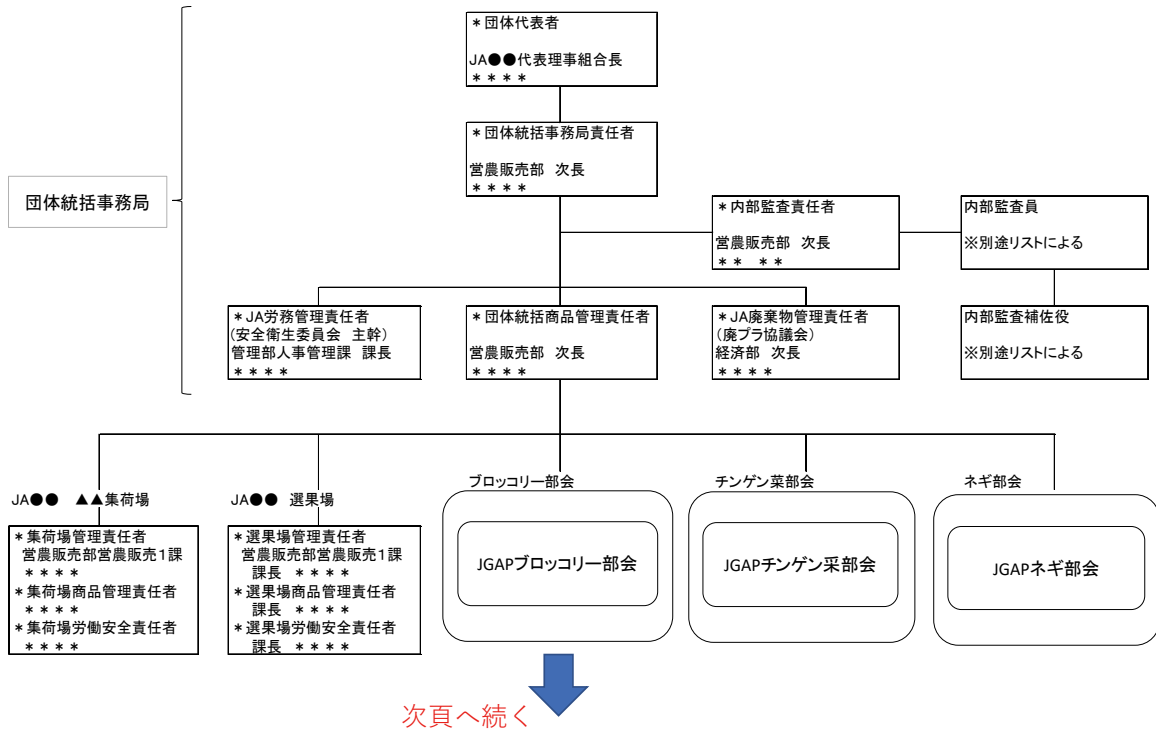 ＊団体代表者
JA●●代表理事組合長
＊＊＊＊
＊団体統括事務局責任者
営農販売部　次長
＊＊＊＊
団体統括事務局
＊内部監査責任者
営農販売部　次長
＊＊　＊＊
内部監査員
※別途リストによる
＊JA労務管理責任者
(安全衛生委員会　主幹)
管理部人事管理課　課長
＊＊＊＊
＊団体統括商品管理責任者
営農販売部　次長
＊＊＊＊
＊JA廃棄物管理責任者
(廃プラ協議会)
経済部　次長
＊＊＊＊
内部監査補佐役
※別途リストによる
JA●●　▲▲集荷場
＊集荷場管理責任者
営農販売部営農販売１課
＊＊＊＊
＊集荷場商品管理責任者
＊＊＊＊
＊集荷場労働安全責任者
＊＊＊＊
JA●●　選果場
＊選果場管理責任者
営農販売部営農販売１課
課長　＊＊＊＊
＊選果場商品管理責任者
課長　＊＊＊＊
＊選果場労働安全責任者
課長　＊＊＊＊
ブロッコリー部会
JGAPブロッコリー部会
チンゲン菜部会
JGAPチンゲン采部会
ネギ部会
JGAPネギ部会
次頁へ続く